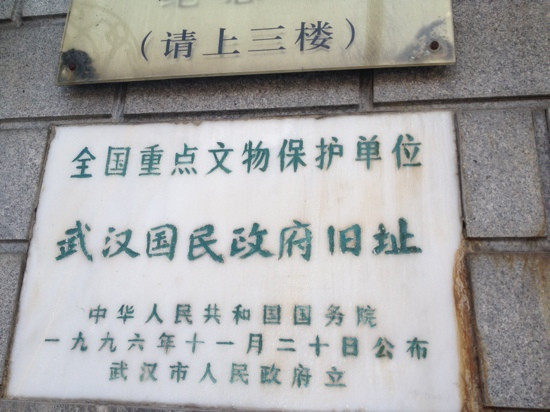 (请上三楼)
全国重点文物保护单位
武汉国民政府旧址
中华人民共和国国务院
一九九六年十一月二十日公布
武汉市人民政府立